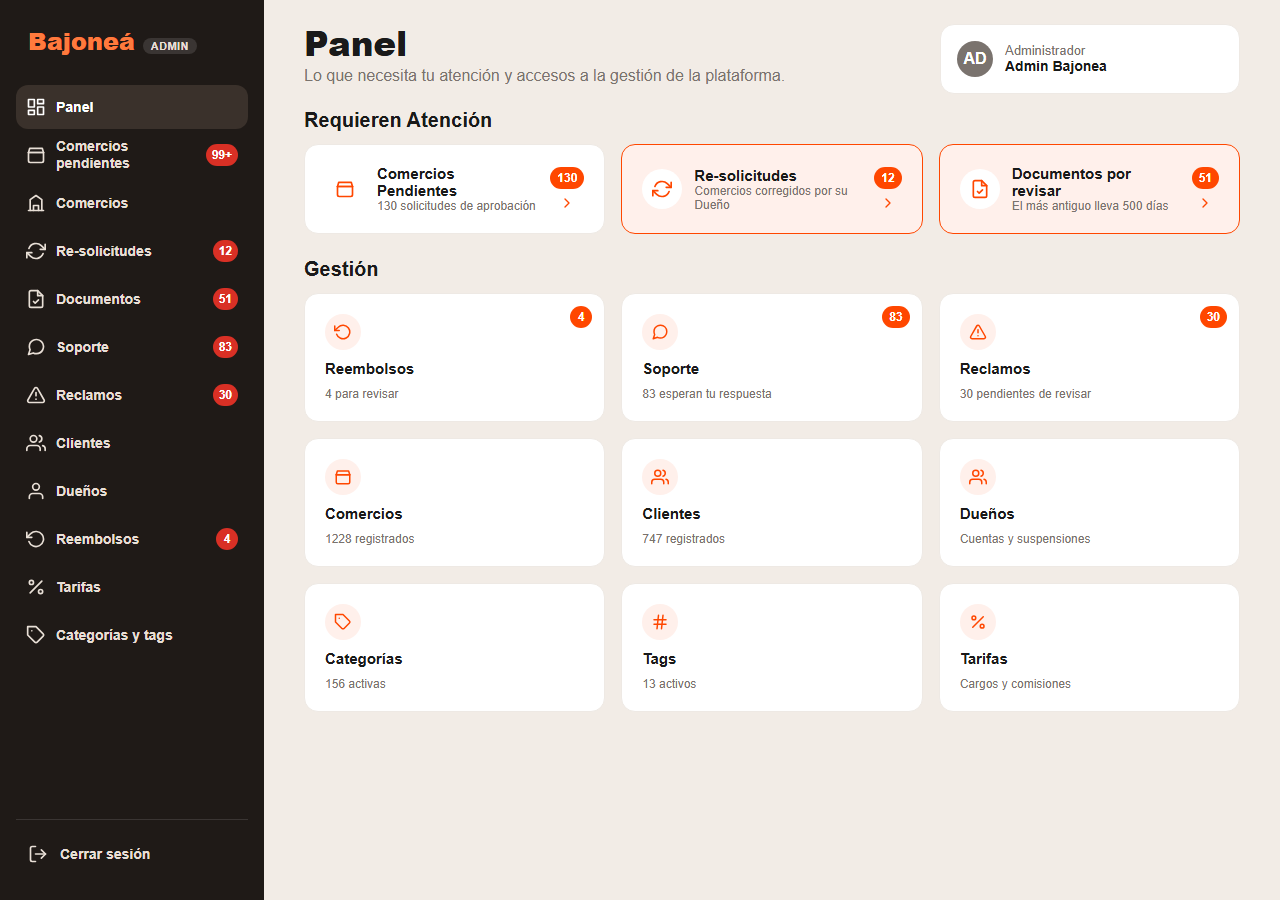 Bajoneá ADMIN
Panel
Comercios
pendientes
99+
Comercios
Re-solicitudes 12
Documentos 51
Soporte 83
Reclamos 30
Clientes
Dueños
Reembolsos 4
Tarifas
Categorías y tags
Cerrar sesión
Panel
Lo que necesita tu atención y accesos a la gestión de la plataforma.
AD
Administrador
Admin Bajonea
Requieren Atención
Comercios
Pendientes
130 solicitudes de aprobación
130
Re-solicitudes
Comercios corregidos por su
Dueño
12
Documentos por
revisar
El más antiguo lleva 500 días
51
Gestión
4
Reembolsos
4 para revisar
83
Soporte
83 esperan tu respuesta
30
Reclamos
30 pendientes de revisar
Comercios
1228 registrados
Clientes
747 registrados
Dueños
Cuentas y suspensiones
Categorías
156 activas
Tags
13 activos
Tarifas
Cargos y comisiones